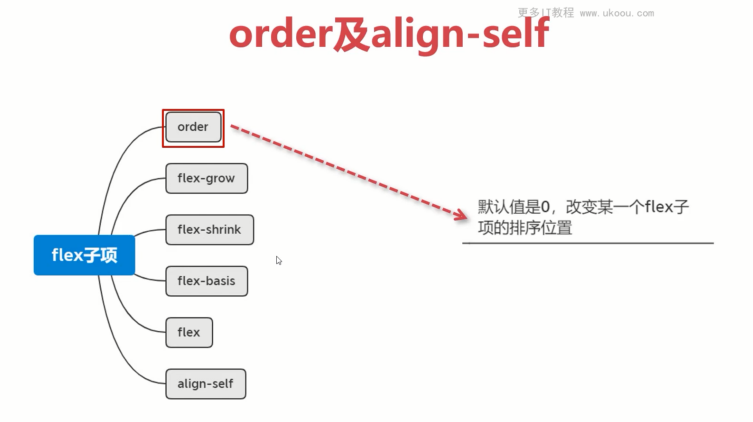 更多IT教程 www.ukoou.com
order及align-self
order
flex-grow
flex-shrink
flex-basis
flex
align-self
flex子项
默认值是0，改变某一个flex子
项的排序位置